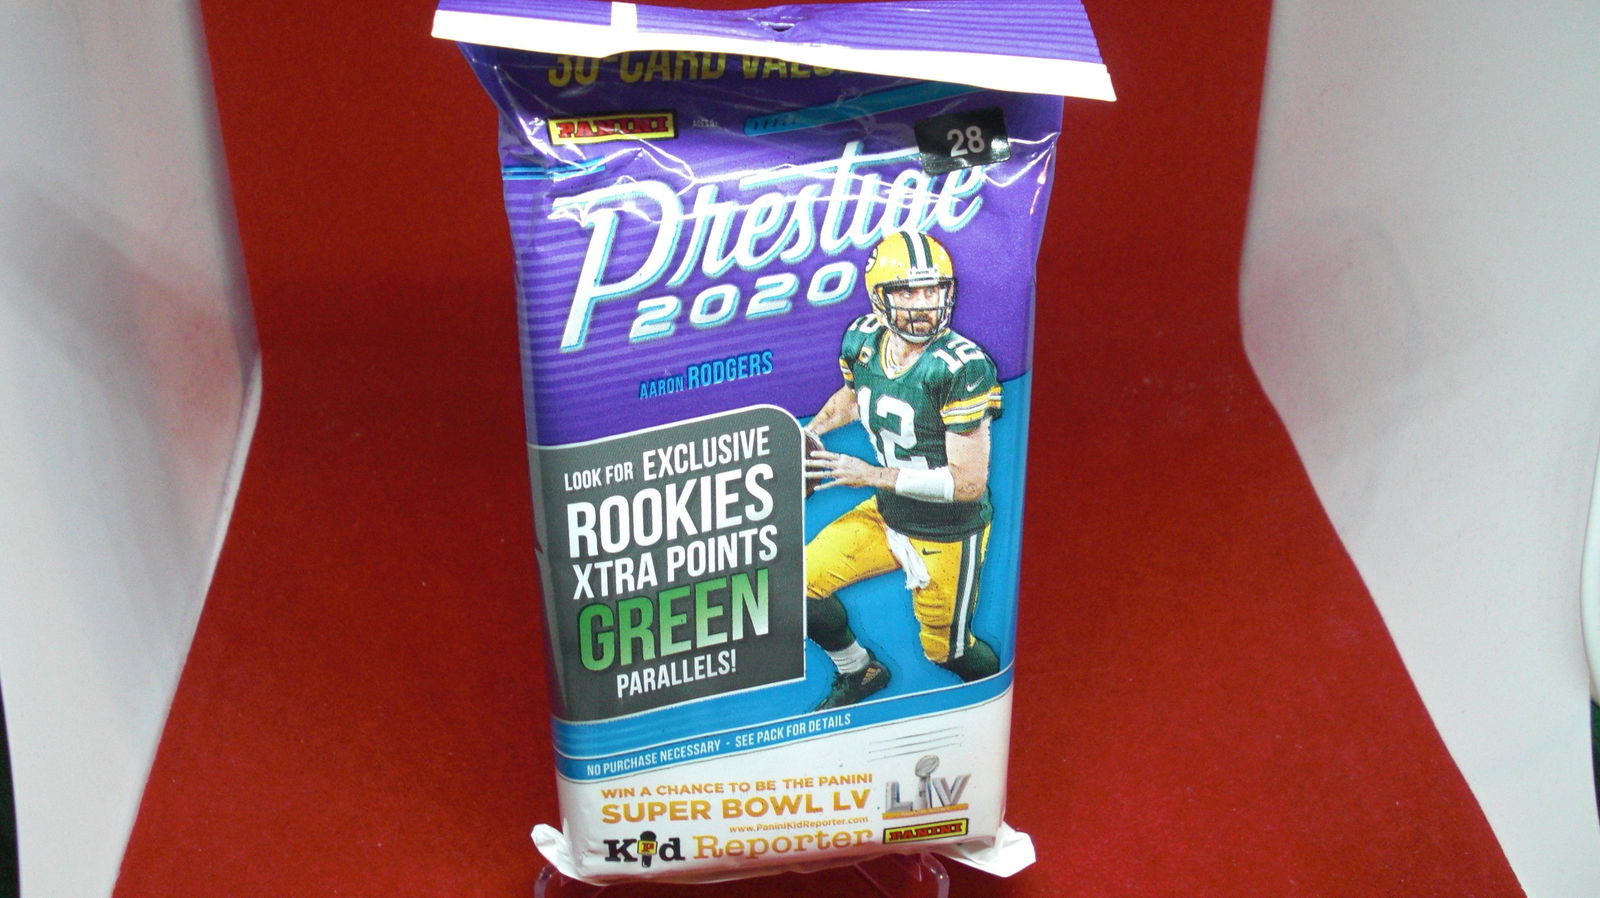 30-CARD VALUE
PANINI
28
Prestige
2020
AARON RODGERS
12
12
LOOK FOR EXCLUSIVE
ROOKIES
XTRA POINTS
GREEN
PARALLELS!
NO PURCHASE NECESSARY - SEE PACK FOR DETAILS
WIN A CHANCE TO BE THE PANINI
SUPER BOWL LV
www.PaniniKidReporter.com
Kid Reporter
LV
PANINI